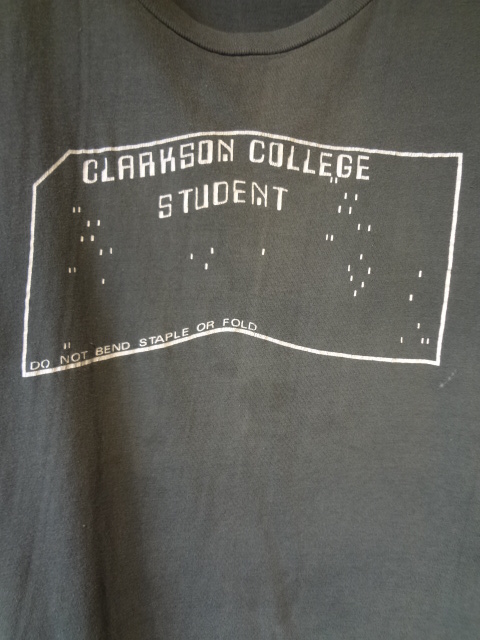 CLARKSON COLLEGE
STUDENT
DO NOT BEND STAPLE OR FOLD